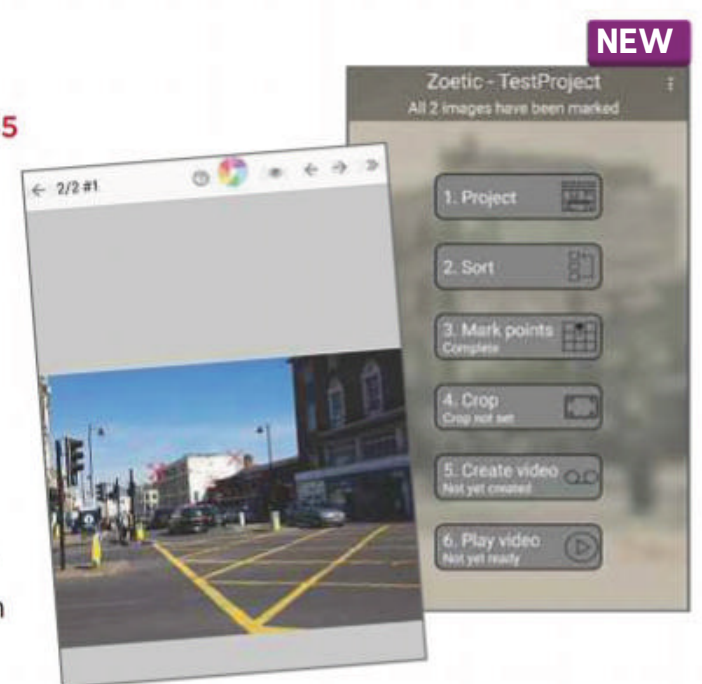 NEW
5
Zoetic - TestProject
All 2 images have been marked
2/2 #1
1. Project
2. Sort
3. Mark points
Complete
4. Crop
Crop not set
5. Create video
Not yet created
6. Play video
Not yet ready